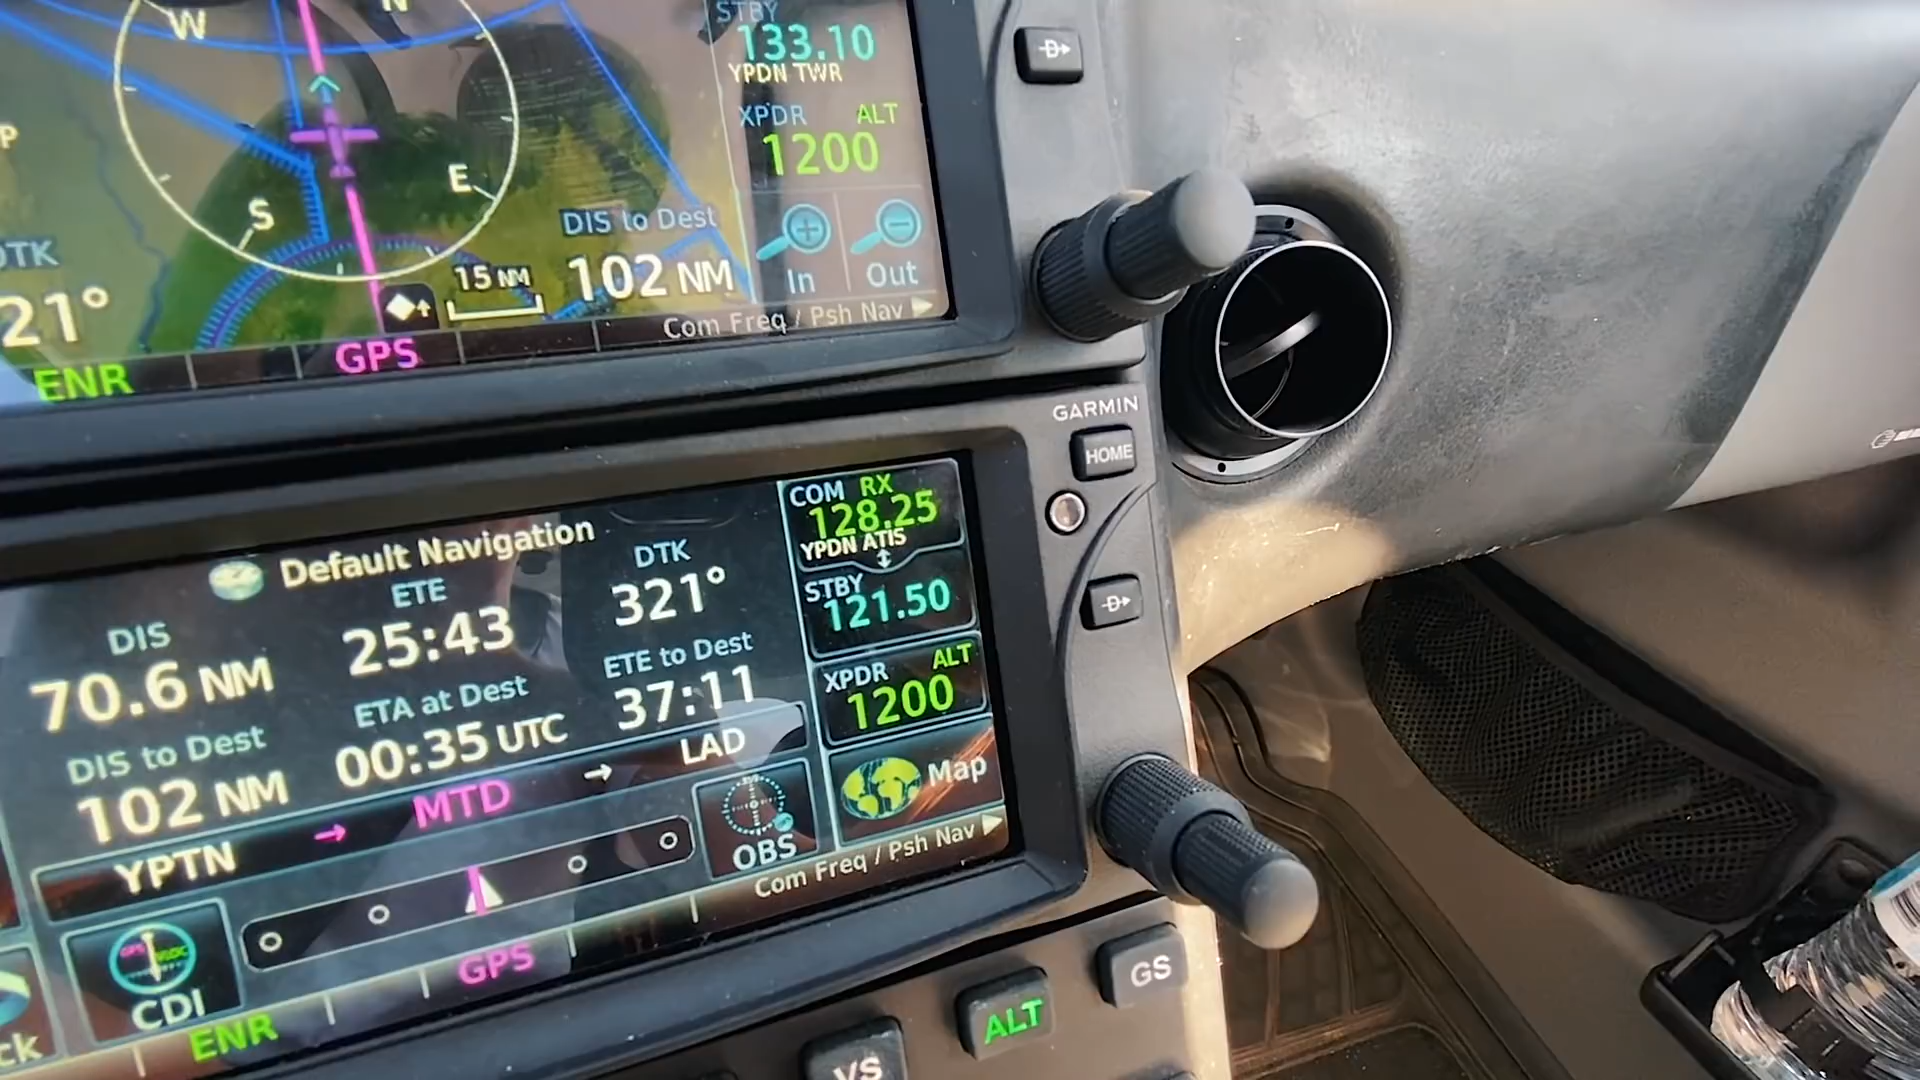 W
N
STBY
133.10
YPDN TWR
XPDR ALT
1200
P
E
S
DTK
21°
DIS to Dest
102 NM
15 NM
In
Out
Com Freq / Psh Nav
ENR
GPS
GARMIN
HOME
Default Navigation
COM RX
128.25
YPDN ATIS
STBY
121.50
XPDR ALT
1200
Map
DIS
70.6 NM
ETE
25:43
DTK
321°
DIS to Dest
102 NM
ETA at Dest
00:35 UTC
ETE to Dest
37:11
YPTN → MTD → LAD
CDI
OBS
Com Freq / Psh Nav
ck
ENR
GPS
VS
ALT
GS